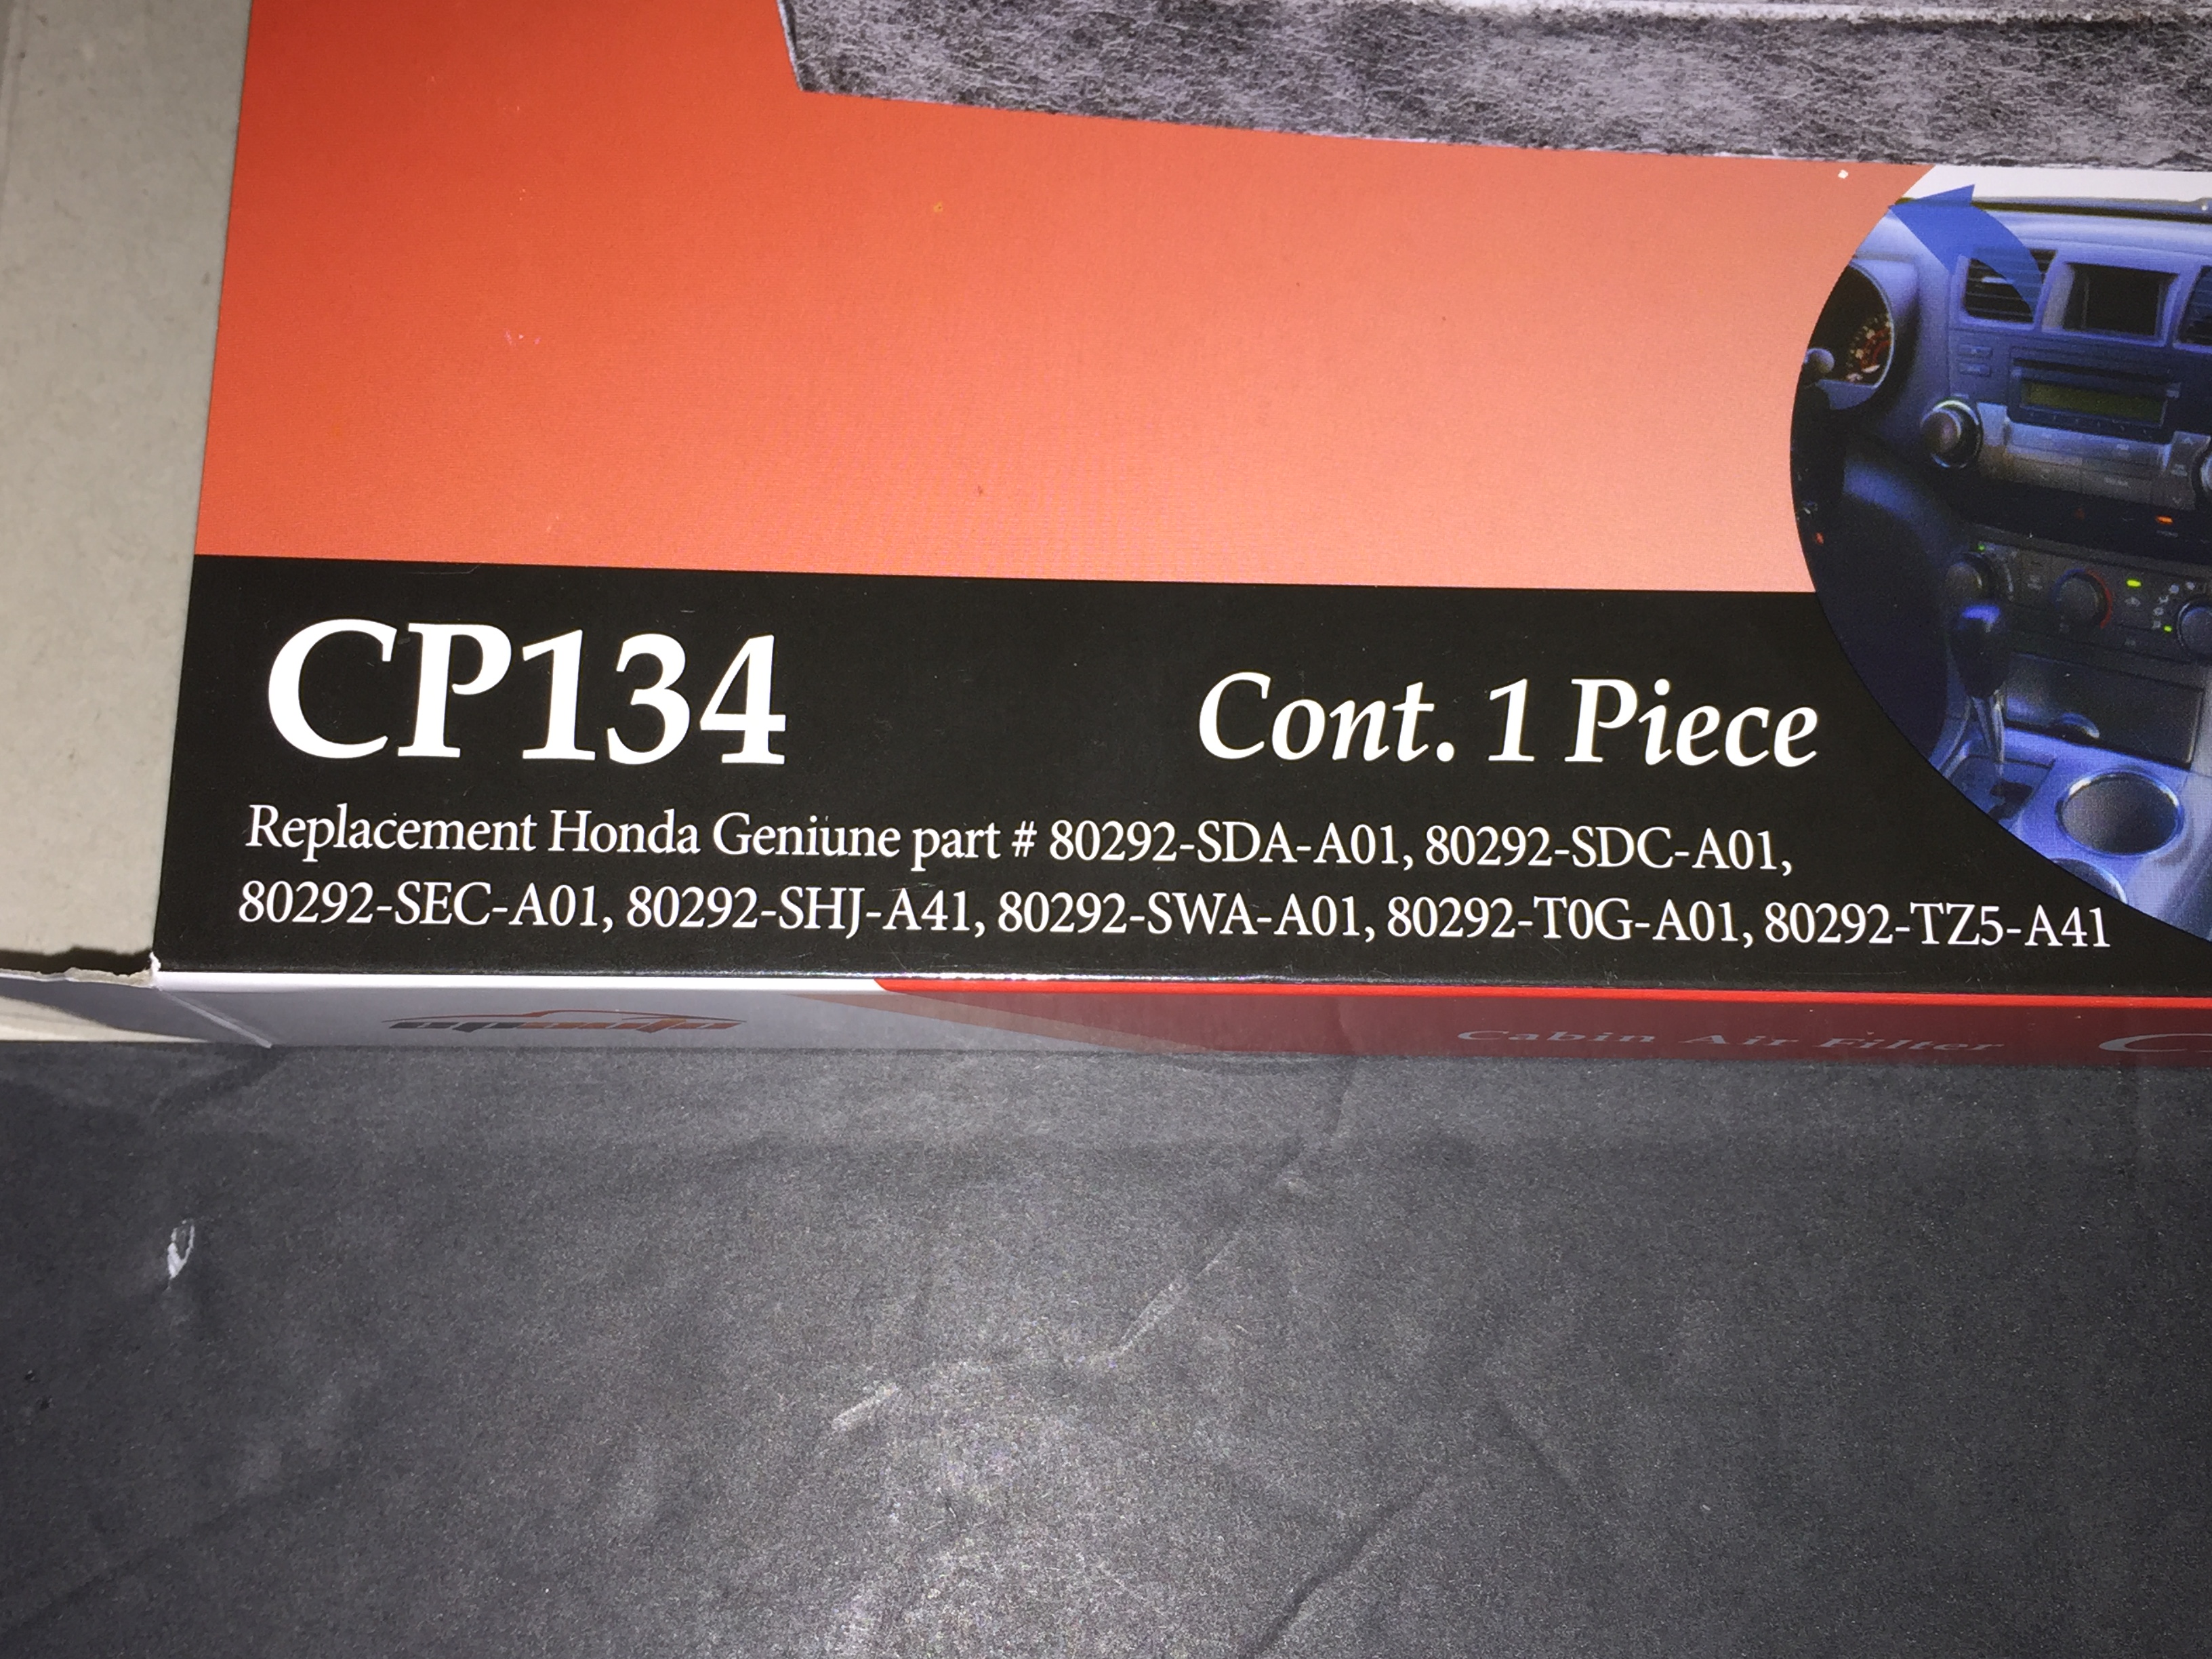 CP134
Cont. 1 Piece
Replacement Honda Geniune part # 80292-SDA-A01, 80292-SDC-A01,
80292-SEC-A01, 80292-SHJ-A41, 80292-SWA-A01, 80292-T0G-A01, 80292-TZ5-A41
Cabin Air Filter